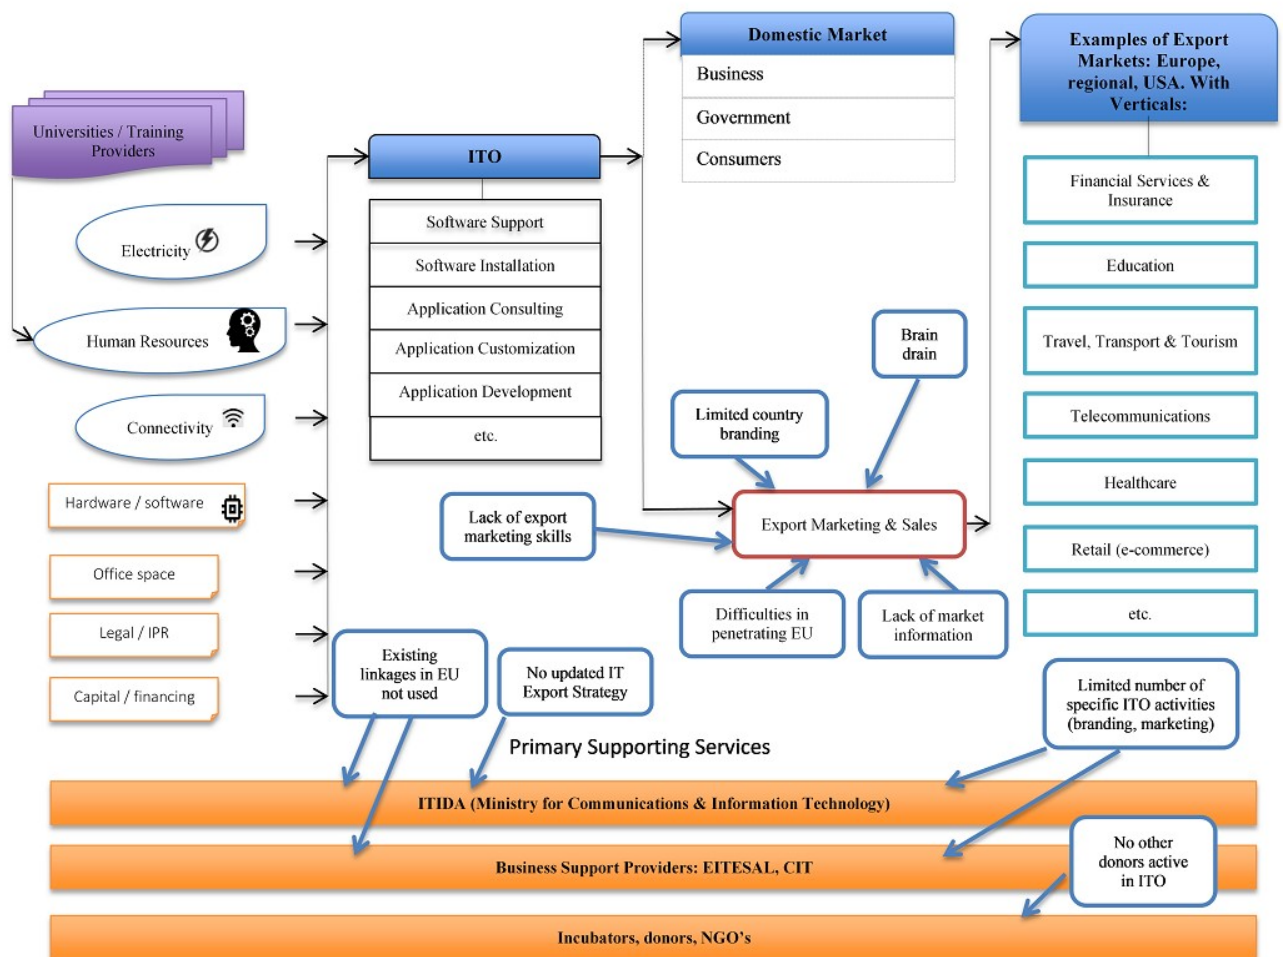 Universities / Training
Providers
Electricity
Human Resources
Connectivity
Hardware / software
Office space
Legal / IPR
Capital / financing
ITO
Software Support
Software Installation
Application Consulting
Application Customization
Application Development
etc.
Domestic Market
Business
Government
Consumers
Examples of Export
Markets: Europe,
regional, USA. With
Verticals:
Financial Services &
Insurance
Education
Travel, Transport & Tourism
Telecommunications
Healthcare
Retail (e-commerce)
etc.
Brain
drain
Limited country
branding
Lack of export
marketing skills
Export Marketing & Sales
Difficulties in
penetrating EU
Lack of market
information
Existing
linkages in EU
not used
No updated IT
Export Strategy
Limited number of
specific ITO activities
(branding, marketing)
Primary Supporting Services
ITIDA (Ministry for Communications & Information Technology)
Business Support Providers: EITESAL, CIT
No other
donors active
in ITO
Incubators, donors, NGO's